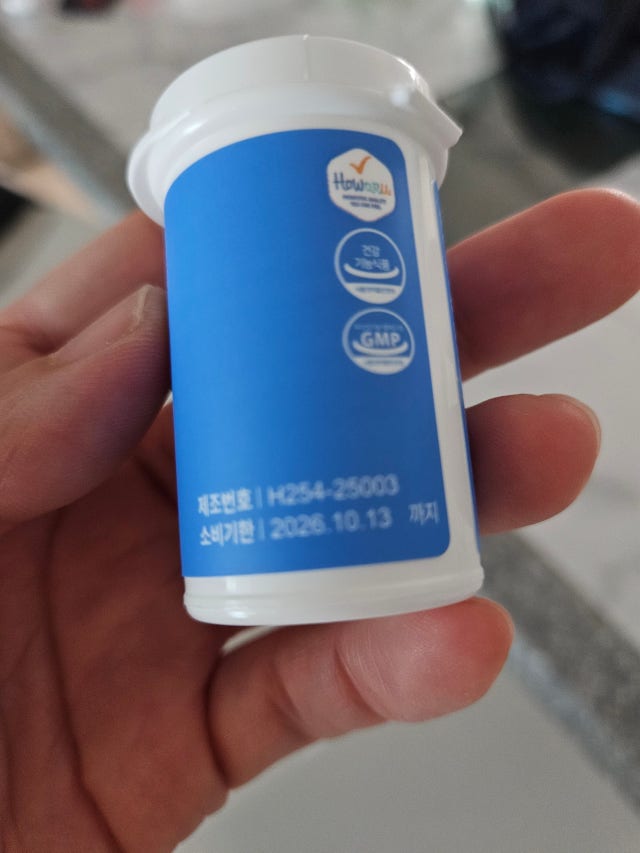 Howaru
건강
기능식품
GMP
제조번호 | H254-25003
소비기한 | 2026.10.13 까지